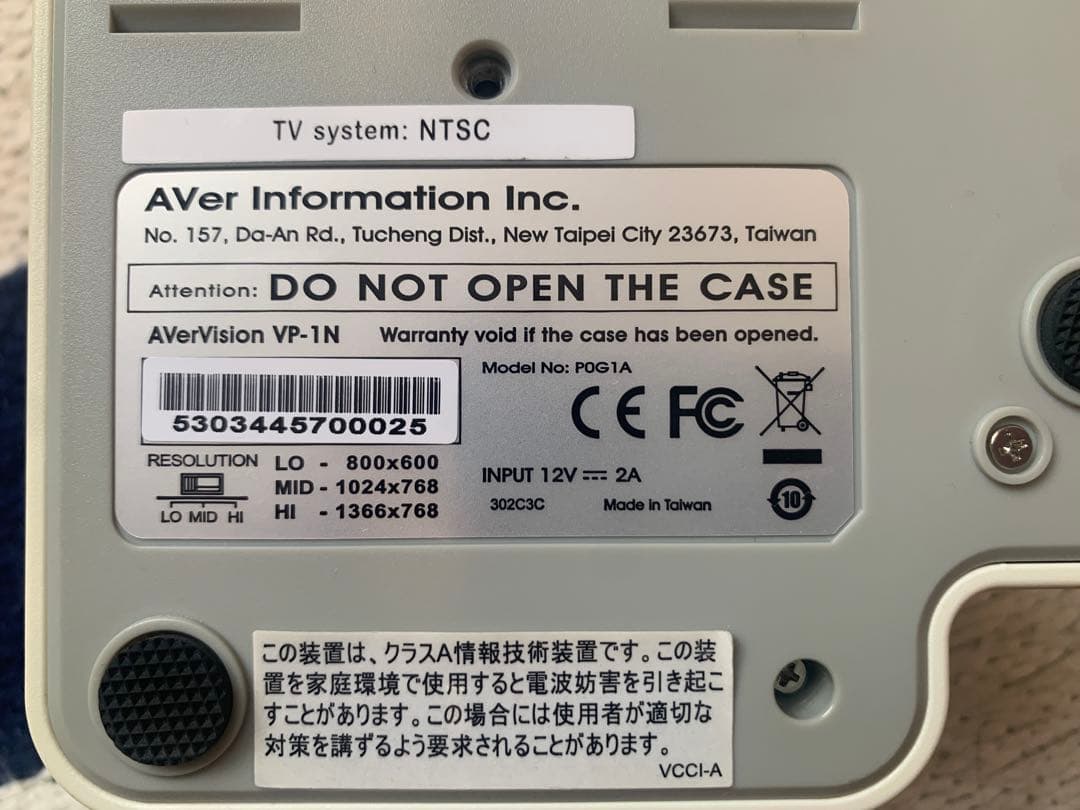 TV system: NTSC
AVer Information Inc.
No. 157, Da-An Rd., Tucheng Dist., New Taipei City 23673, Taiwan
Attention: DO NOT OPEN THE CASE
AVerVision VP-1N Warranty void if the case has been opened.
Model No: P0G1A
5303445700025
CE FC
RESOLUTION
LO - 800x600
MID - 1024x768
HI - 1366x768
LO MID HI
INPUT 12V ⎓ 2A
302C3C Made in Taiwan
10
この装置は、クラスA情報技術装置です。この装
置を家庭環境で使用すると電波妨害を引き起こ
すことがあります。この場合には使用者が適切な
対策を講ずるよう要求されることがあります。
VCCI-A